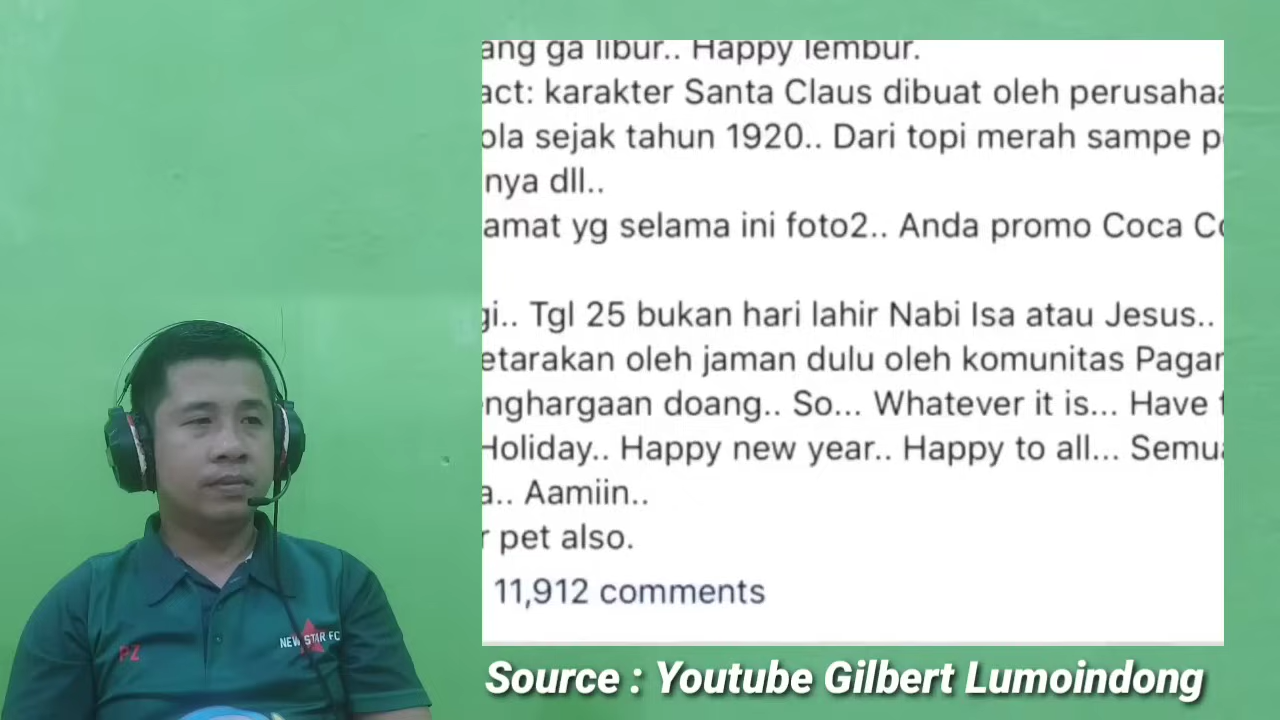 ang ga libur.. Happy lembur.
act: karakter Santa Claus dibuat oleh perusahaa
ola sejak tahun 1920.. Dari topi merah sampe p
nya dll..
amat yg selama ini foto2.. Anda promo Coca Co
gi.. Tgl 25 bukan hari lahir Nabi Isa atau Jesus..
etarakan oleh jaman dulu oleh komunitas Pagan
nghargaan doang.. So... Whatever it is... Have f
Holiday.. Happy new year.. Happy to all... Semua
a.. Aamiin..
r pet also.
11,912 comments
Source : Youtube Gilbert Lumoindong
PZ
NEW STAR FC